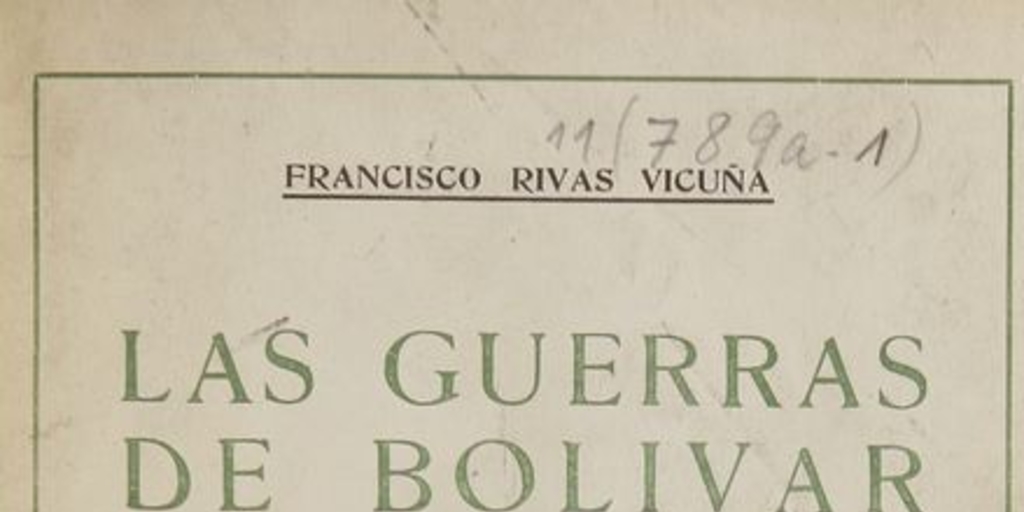 11(789a-1)
FRANCISCO RIVAS VICUÑA
LAS GUERRAS
DE BOLIVAR